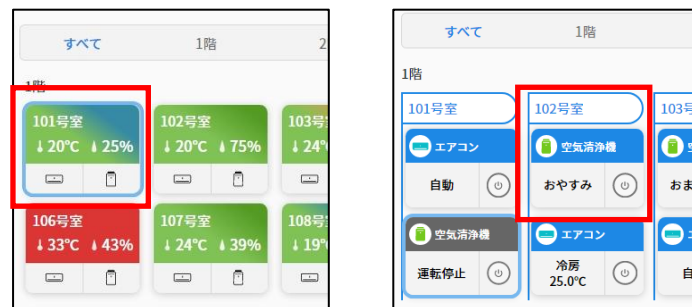 すべて
1階
2
1階
101号室
20°C 25%
102号室
20°C 75%
103号
24°
106号室
33°C 43%
107号室
24°C 39%
108号
19°
すべて
1階
1階
101号室
102号室
103号
エアコン
空気清浄機
自動
おやすみ
おま
空気清浄機
エアコン
運転停止
冷房
25.0°C
自